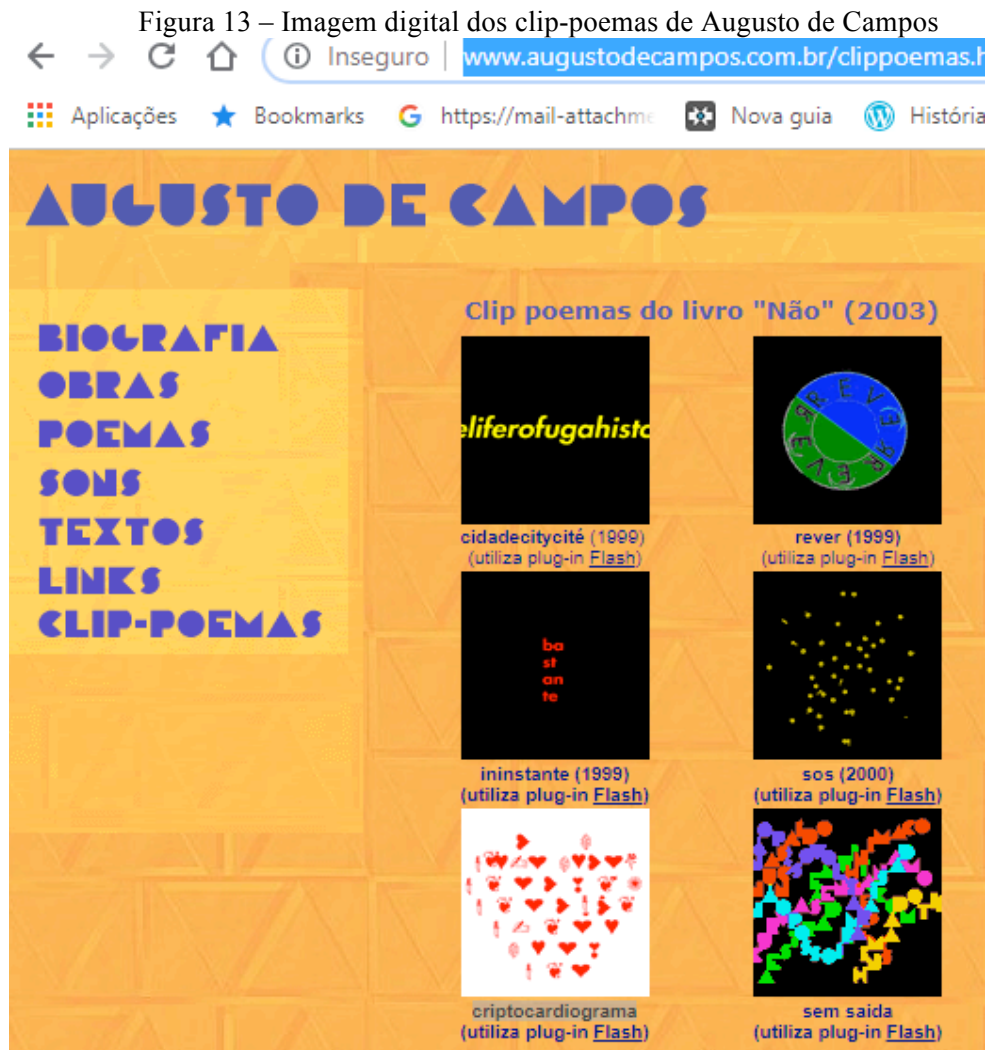 Figura 13 – Imagem digital dos clip-poemas de Augusto de Campos
Inseguro | www.augustodecampos.com.br/clippoemas.h
Aplicações Bookmarks https://mail-attachme Nova guia História
AUGUSTO DE CAMPOS
BIOGRAFIA
OBRAS
POEMAS
SONS
TEXTOS
LINKS
CLIP-POEMAS
Clip poemas do livro "Não" (2003)
eliferofugahisto
REVER
REVER
cidadecitycité (1999)
(utiliza plug-in Flash)
rever (1999)
(utiliza plug-in Flash)
ba
st
an
te
ininstante (1999)
(utiliza plug-in Flash)
sos (2000)
(utiliza plug-in Flash)
criptocardiograma
(utiliza plug-in Flash)
sem saida
(utiliza plug-in Flash)